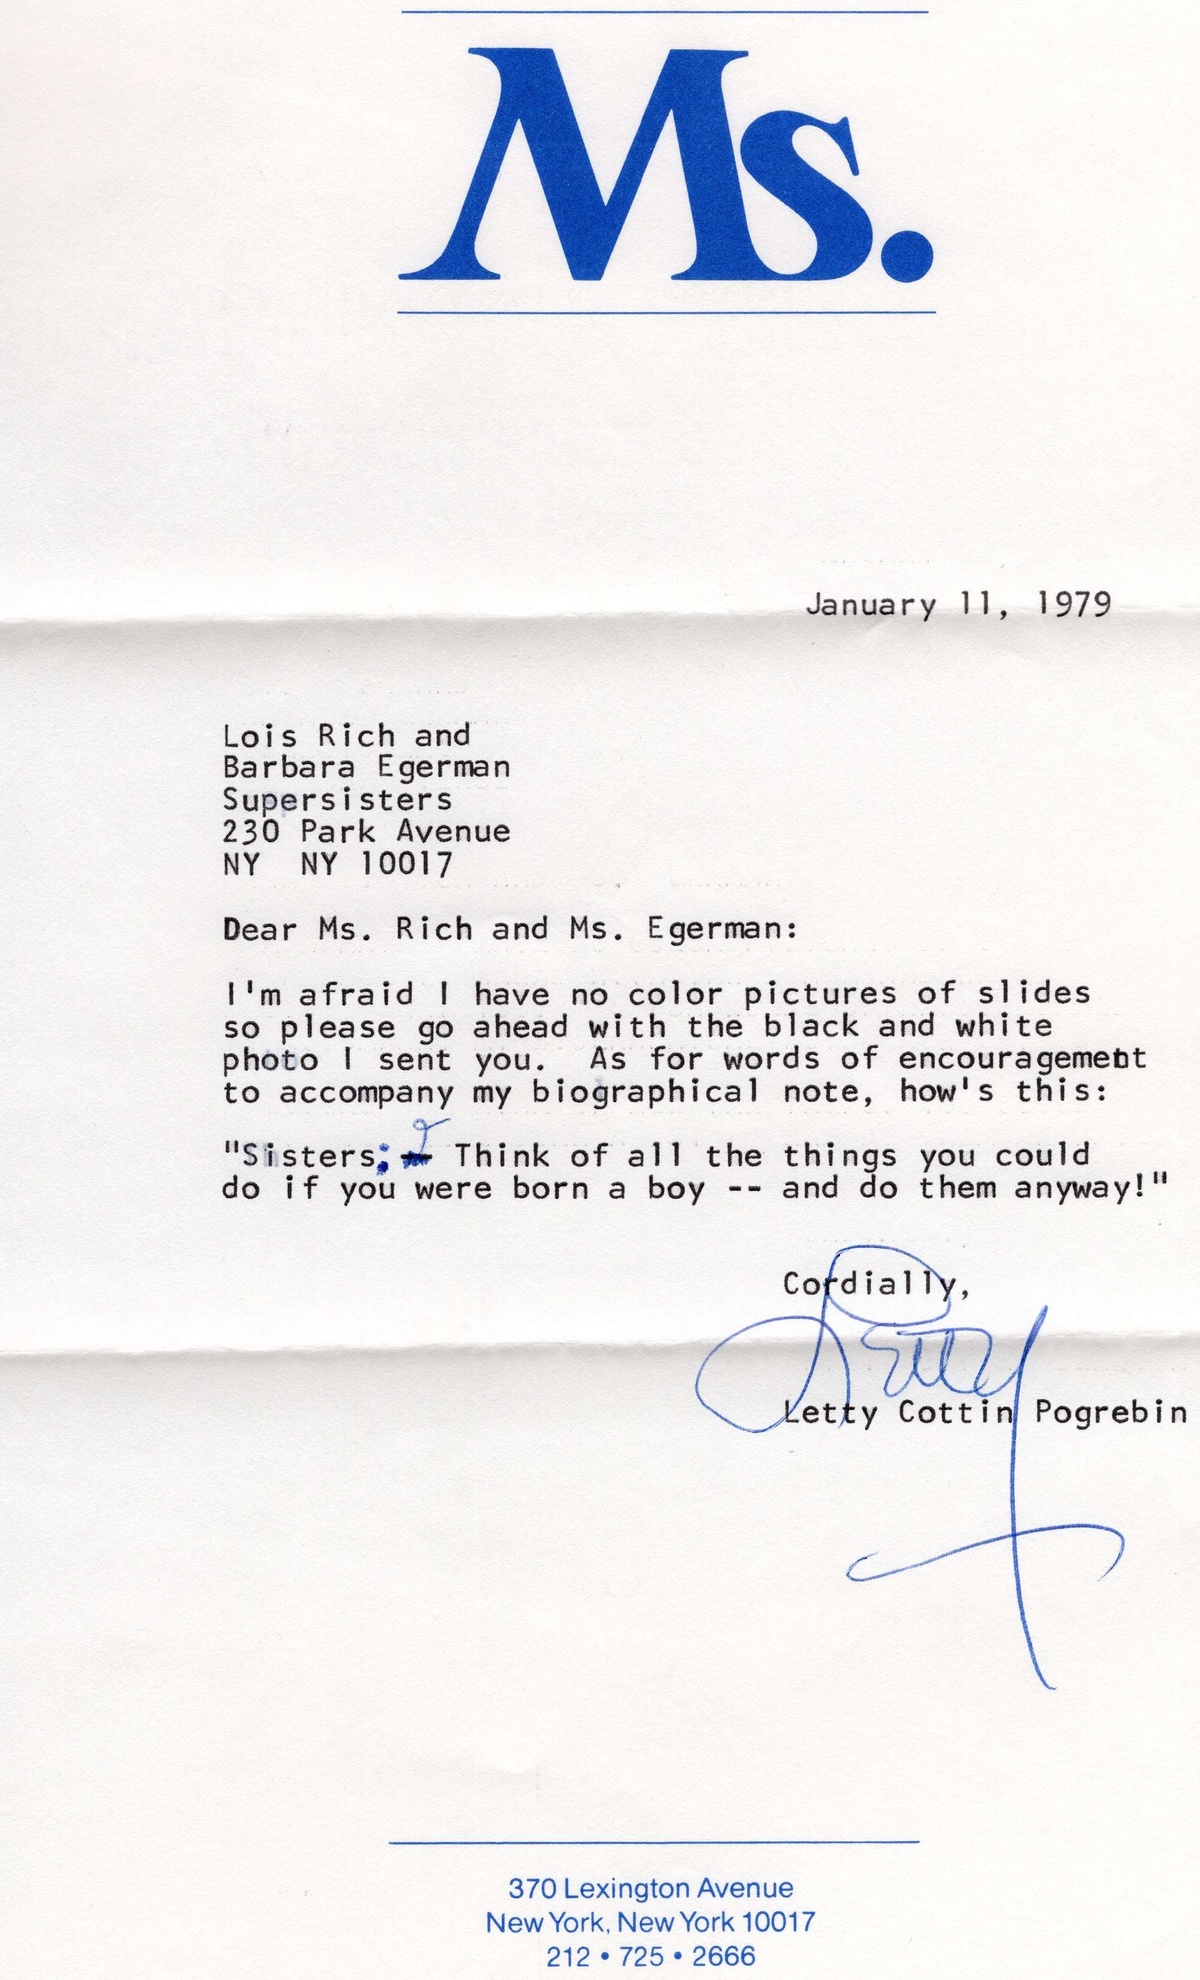 Ms.
January 11, 1979
Lois Rich and
Barbara Egerman
Supersisters
230 Park Avenue
NY  NY 10017
Dear Ms. Rich and Ms. Egerman:
I'm afraid I have no color pictures of slides
so please go ahead with the black and white
photo I sent you.  As for words of encouragement
to accompany my biographical note, how's this:
"Sisters: Think of all the things you could
do if you were born a boy -- and do them anyway!"
Cordially,
Letty
Letty Cottin Pogrebin
370 Lexington Avenue
New York, New York 10017
212 • 725 • 2666